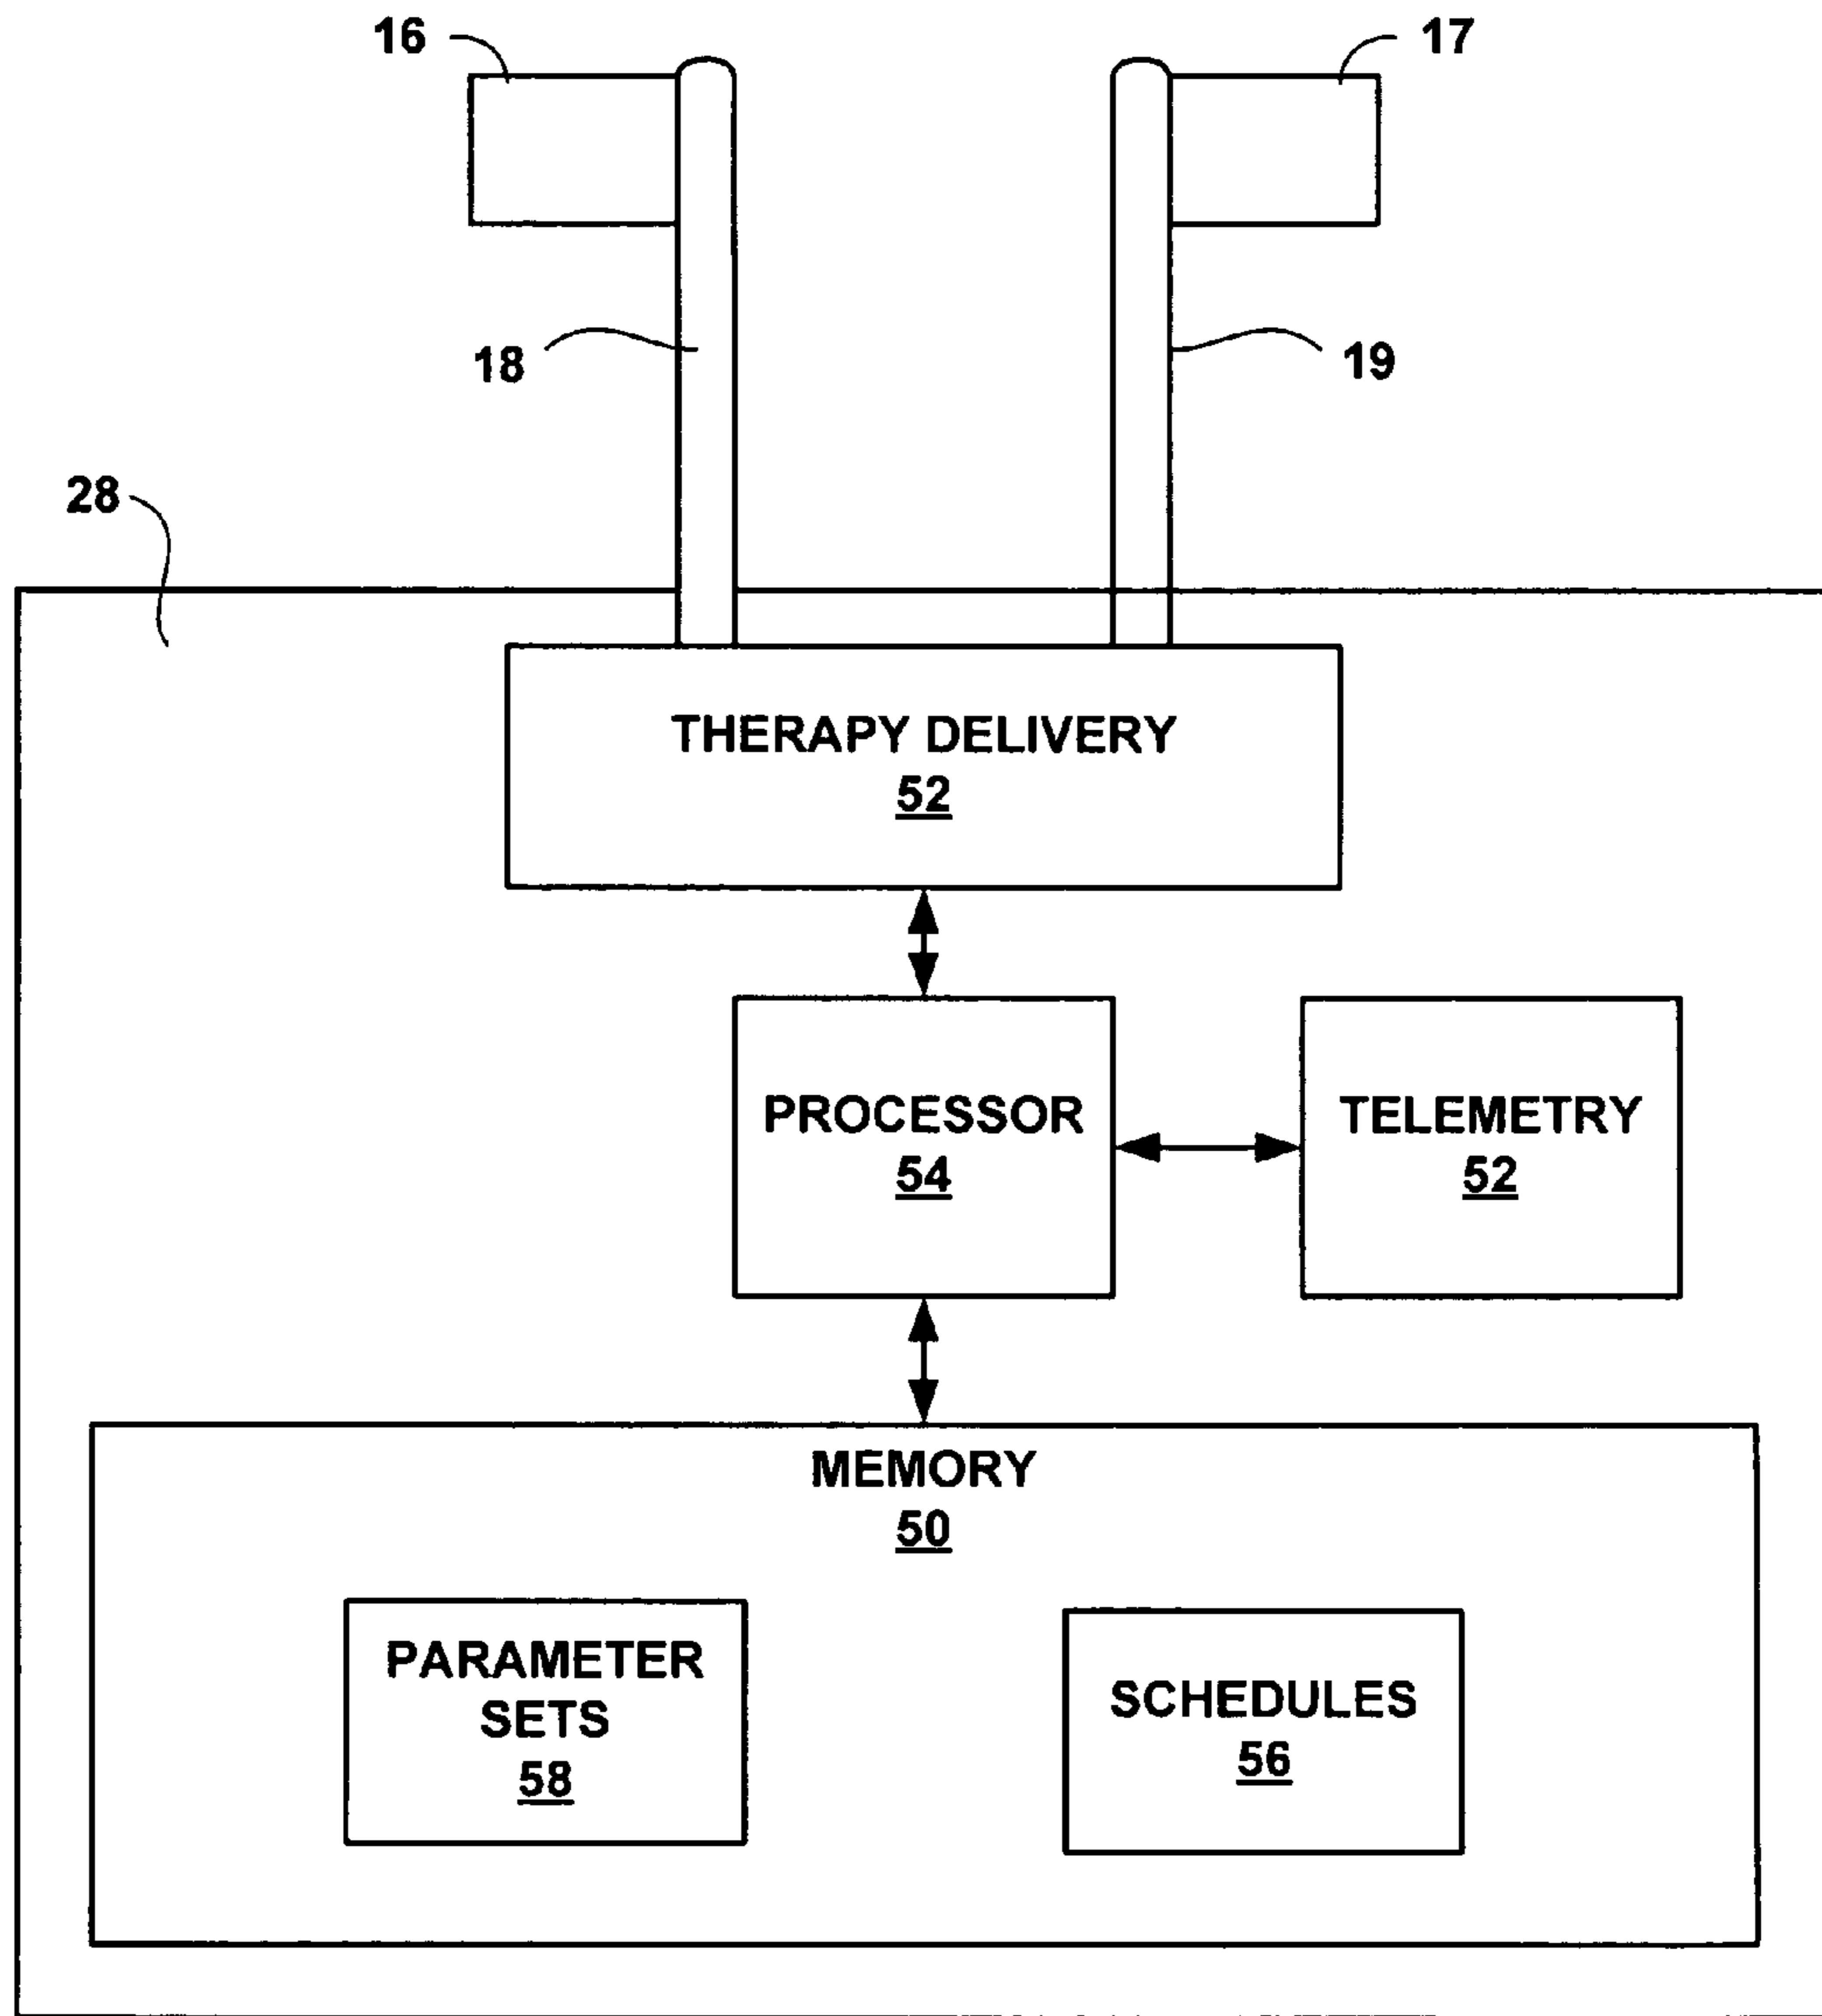 16
17
18
19
28
THERAPY DELIVERY
52
PROCESSOR
54
TELEMETRY
52
MEMORY
50
PARAMETER
SETS
58
SCHEDULES
56